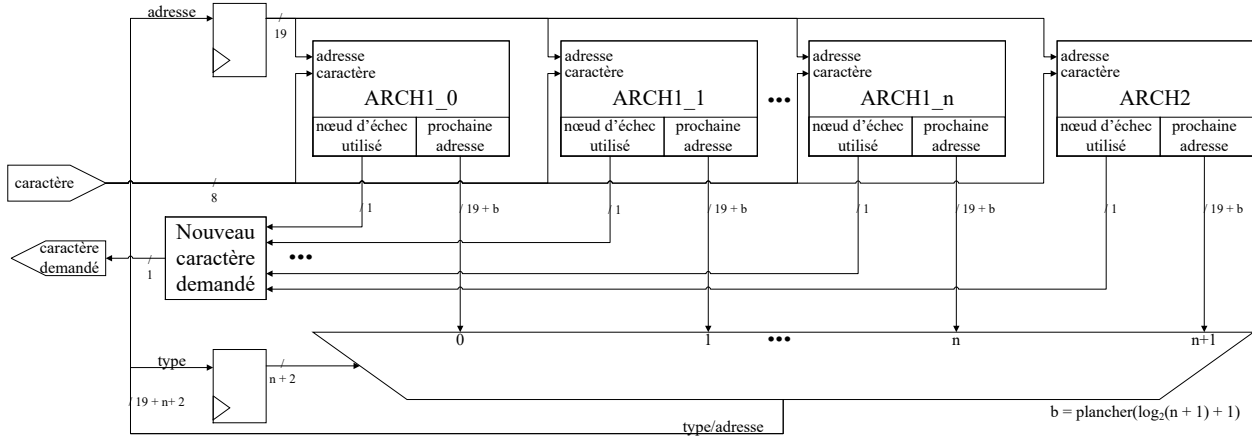 adresse
/
19
adresse
caractère
ARCH1_0
nœud d'échec
utilisé
prochaine
adresse
adresse
caractère
ARCH1_1
nœud d'échec
utilisé
prochaine
adresse
•••
adresse
caractère
ARCH1_n
nœud d'échec
utilisé
prochaine
adresse
adresse
caractère
ARCH2
nœud d'échec
utilisé
prochaine
adresse
caractère
/
8
/ 1
/ 19 + b
/ 1
/ 19 + b
/ 1
/ 19 + b
/ 1
/ 19 + b
caractère
demandé
/
1
Nouveau
caractère
demandé
•••
0
1
•••
n
n+1
type
/
n + 2
/ 19 + n+ 2
type/adresse
b = plancher(log₂(n + 1) + 1)